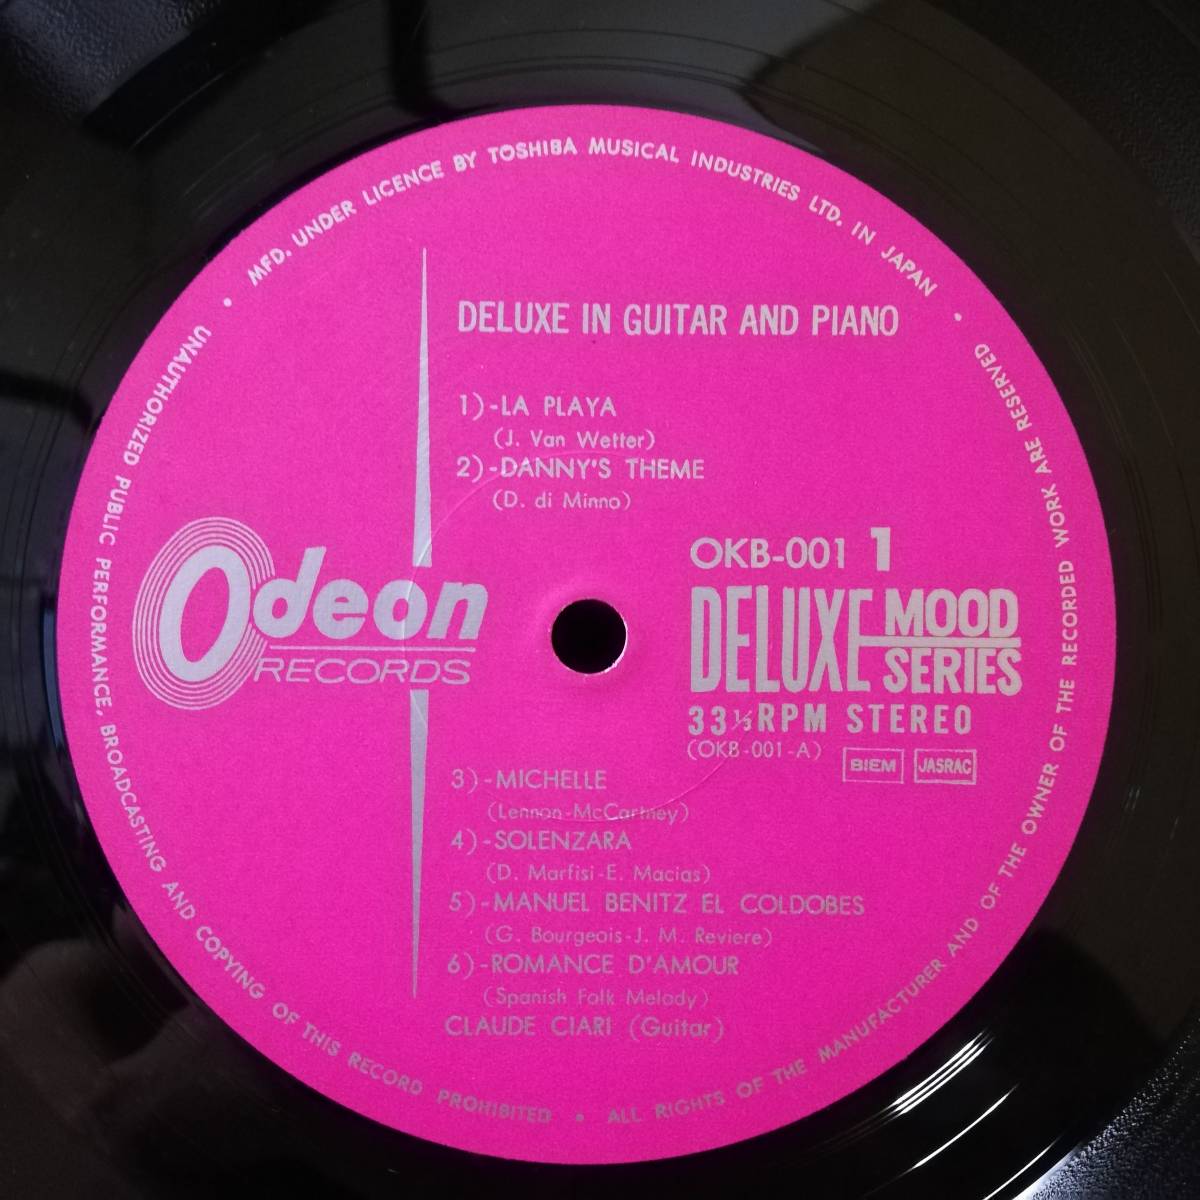 MFD. UNDER LICENCE BY TOSHIBA MUSICAL INDUSTRIES LTD. IN JAPAN
DELUXE IN GUITAR AND PIANO
1)-LA PLAYA
(J. Van Wetter)
2)-DANNY'S THEME
(D. di Minno)
Odeon
RECORDS
OKB-001 1
DELUXE MOOD
SERIES
33⅓RPM STEREO
(OKB-001-A) BIEM JASRAC
3)-MICHELLE
(Lennon-McCartney)
4)-SOLENZARA
(D. Marfisi-E. Macias)
5)-MANUEL BENITZ EL COLDOBES
(G. Bourgeois-J. M. Reviere)
6)-ROMANCE D'AMOUR
(Spanish Folk Melody)
CLAUDE CIARI (Guitar)
UNAUTHORIZED PUBLIC PERFORMANCE, BROADCASTING AND COPYING OF THIS RECORD PROHIBITED • ALL RIGHTS OF THE MANUFACTURER AND OF THE OWNER OF THE RECORDED WORK ARE RESERVED